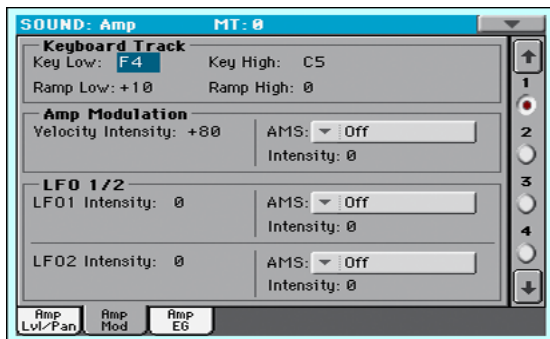 SOUND: Amp MT: 0
Keyboard Track
Key Low: F4 Key High: C5
Ramp Low: +10 Ramp High: 0
1
Amp Modulation
Velocity Intensity: +80 AMS: Off
2
Intensity: 0
LFO 1/2
3
LFO1 Intensity: 0 AMS: Off
Intensity: 0
4
LFO2 Intensity: 0 AMS: Off
Intensity: 0
Amp Lvl/Pan
Amp Mod
Amp EG